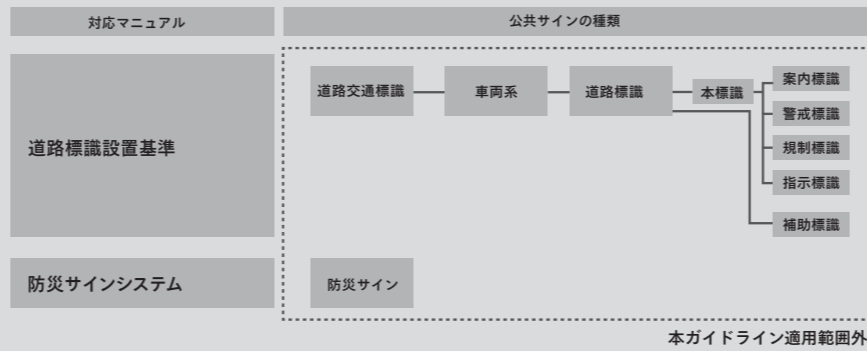 対応マニュアル
公共サインの種類
道路標識設置基準
道路交通標識
車両系
道路標識
本標識
案内標識
警戒標識
規制標識
指示標識
補助標識
防災サインシステム
防災サイン
本ガイドライン適用範囲外